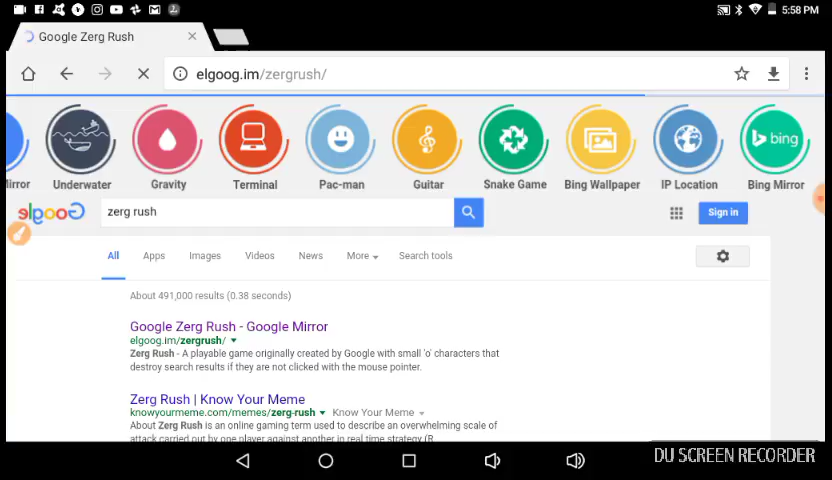 5:58 PM
Google Zerg Rush
elgoog.im/zergrush/
Mirror Underwater Gravity Terminal Pac-man Guitar Snake Game Bing Wallpaper IP Location Bing Mirror
bing
Google zerg rush Sign in
All Apps Images Videos News More Search tools
About 491,000 results (0.38 seconds)
Google Zerg Rush - Google Mirror
elgoog.im/zergrush/
Zerg Rush - A playable game originally created by Google with small 'o' characters that
destroy search results if they are not clicked with the mouse pointer.
Zerg Rush | Know Your Meme
knowyourmeme.com/memes/zerg-rush Know Your Meme
About Zerg Rush is an online gaming term used to describe an overwhelming scale of
attack carried out by one player against another in real time strategy (R
DU SCREEN RECORDER